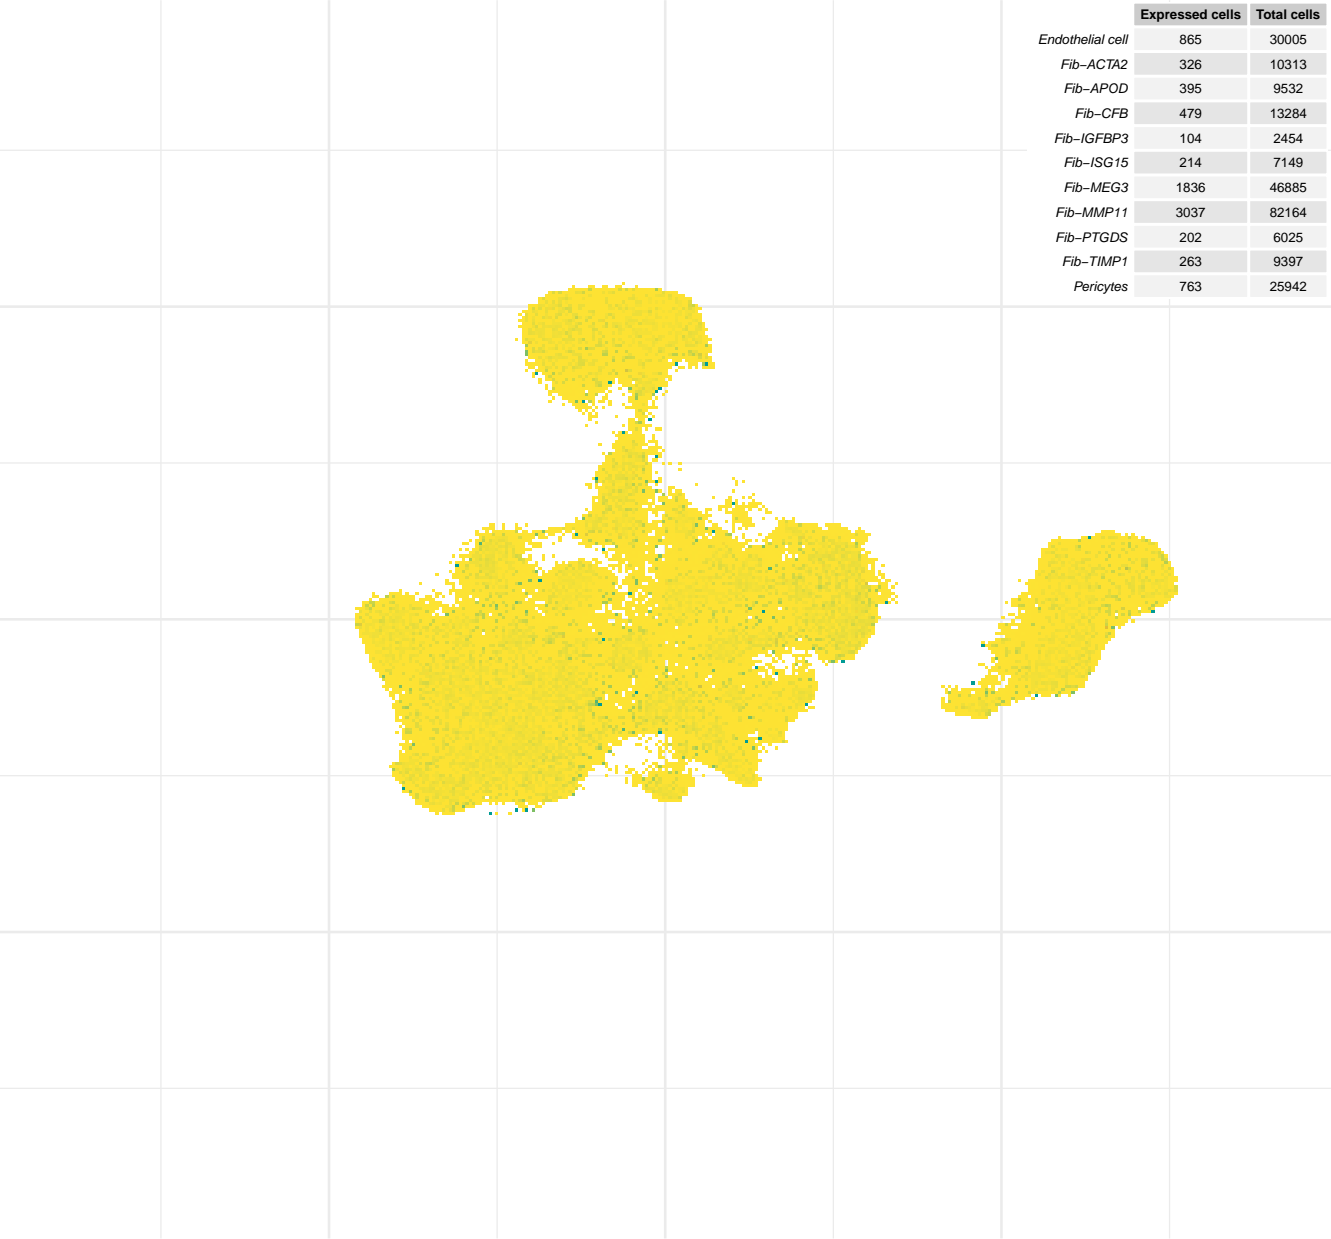 Expressed cells Total cells
Endothelial cell 865 30005
Fib−ACTA2 326 10313
Fib−APOD 395 9532
Fib−CFB 479 13284
Fib−IGFBP3 104 2454
Fib−ISG15 214 7149
Fib−MEG3 1836 46885
Fib−MMP11 3037 82164
Fib−PTGDS 202 6025
Fib−TIMP1 263 9397
Pericytes 763 25942